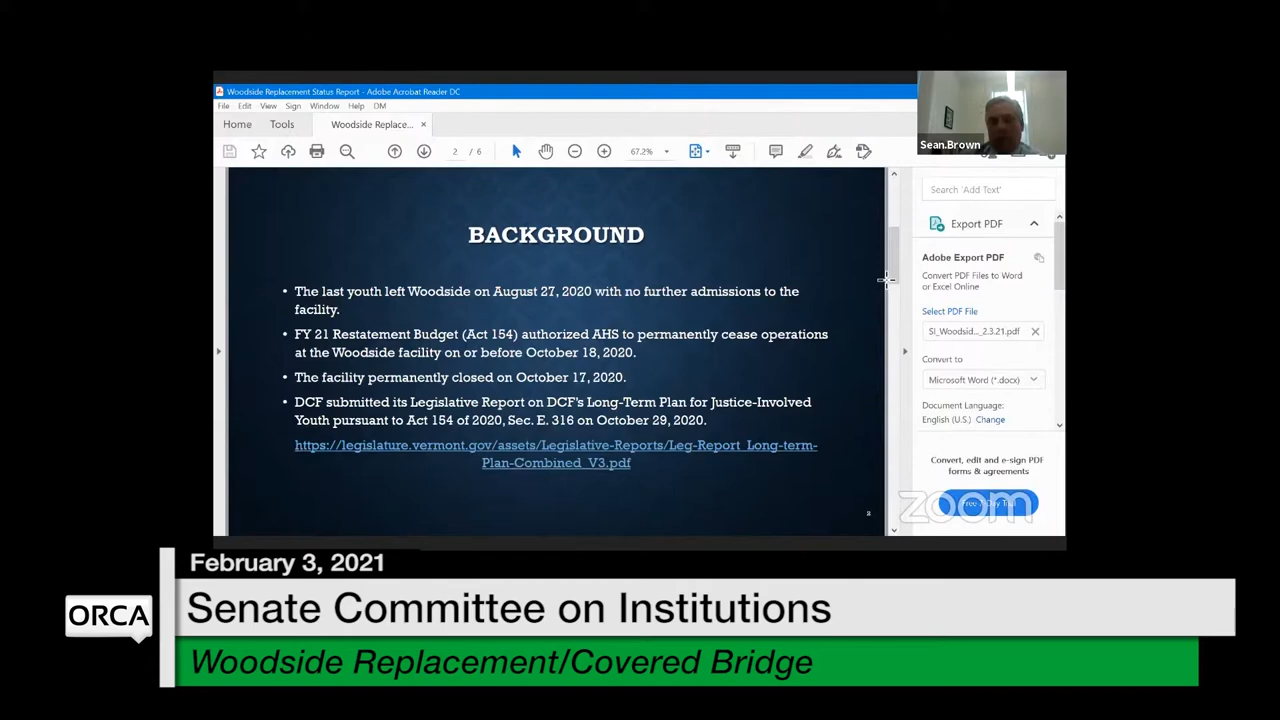 Woodside Replacement Status Report - Adobe Acrobat Reader DC
File Edit View Sign Window Help DM
Home Tools Woodside Replace... ×
2 / 6 67.2%
Sean.Brown
BACKGROUND
• The last youth left Woodside on August 27, 2020 with no further admissions to the
facility.
• FY 21 Restatement Budget (Act 154) authorized AHS to permanently cease operations
at the Woodside facility on or before October 18, 2020.
• The facility permanently closed on October 17, 2020.
• DCF submitted its Legislative Report on DCF's Long-Term Plan for Justice-Involved
Youth pursuant to Act 154 of 2020, Sec. E. 316 on October 29, 2020.
https://legislature.vermont.gov/assets/Legislative-Reports/Leg-Report_Long-term-
Plan-Combined_V3.pdf
2
Search 'Add Text'
Export PDF
Adobe Export PDF
Convert PDF Files to Word
or Excel Online
Select PDF File
SI_Woodsid..._2.3.21.pdf ×
Convert to
Microsoft Word (*.docx)
Document Language:
English (U.S.) Change
Convert, edit and e-sign PDF
forms & agreements
Free 7-Day Trial
zoom
February 3, 2021
ORCA
Senate Committee on Institutions
Woodside Replacement/Covered Bridge